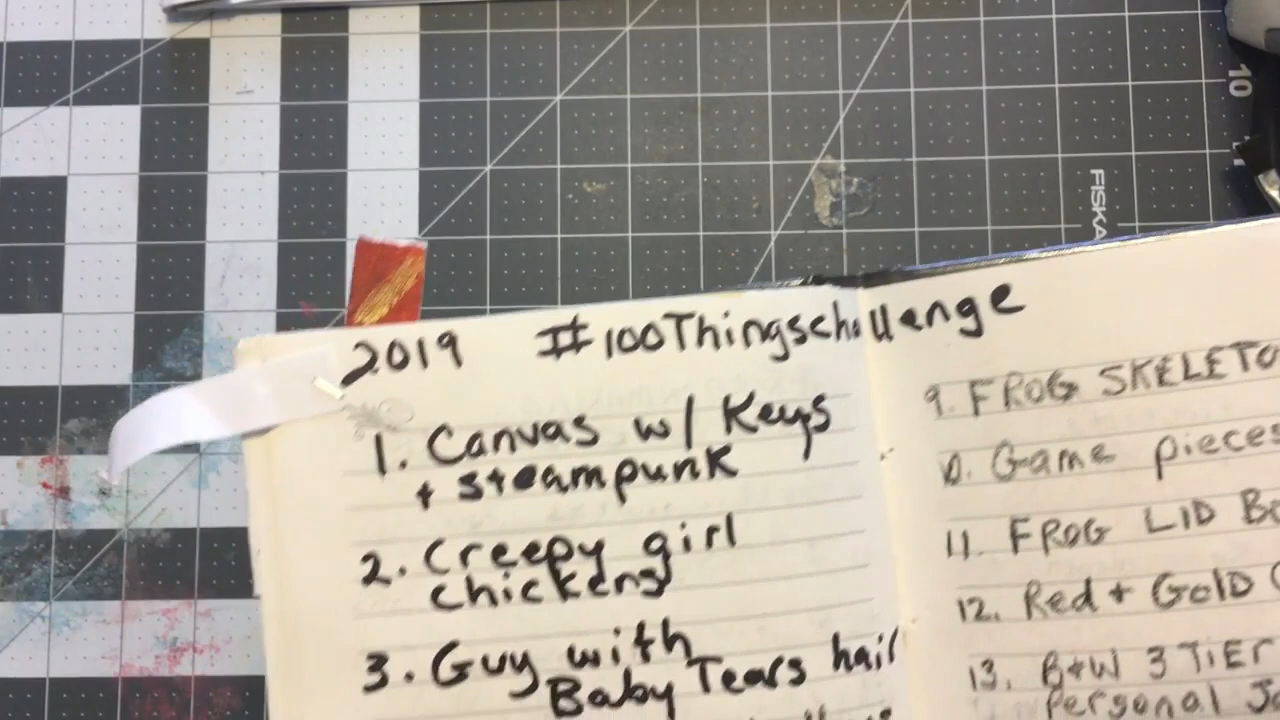 10
FISKA
2019 #100Thingschallenge
1. Canvas w/ Keys
+ steampunk
2. Creepy girl
chickens
3. Guy with
Baby Tears hair
9. FROG SKELETO
0. Game pieces
11. FROG LID
12. Red + Gold
13. B+W 3 TIER
Personal